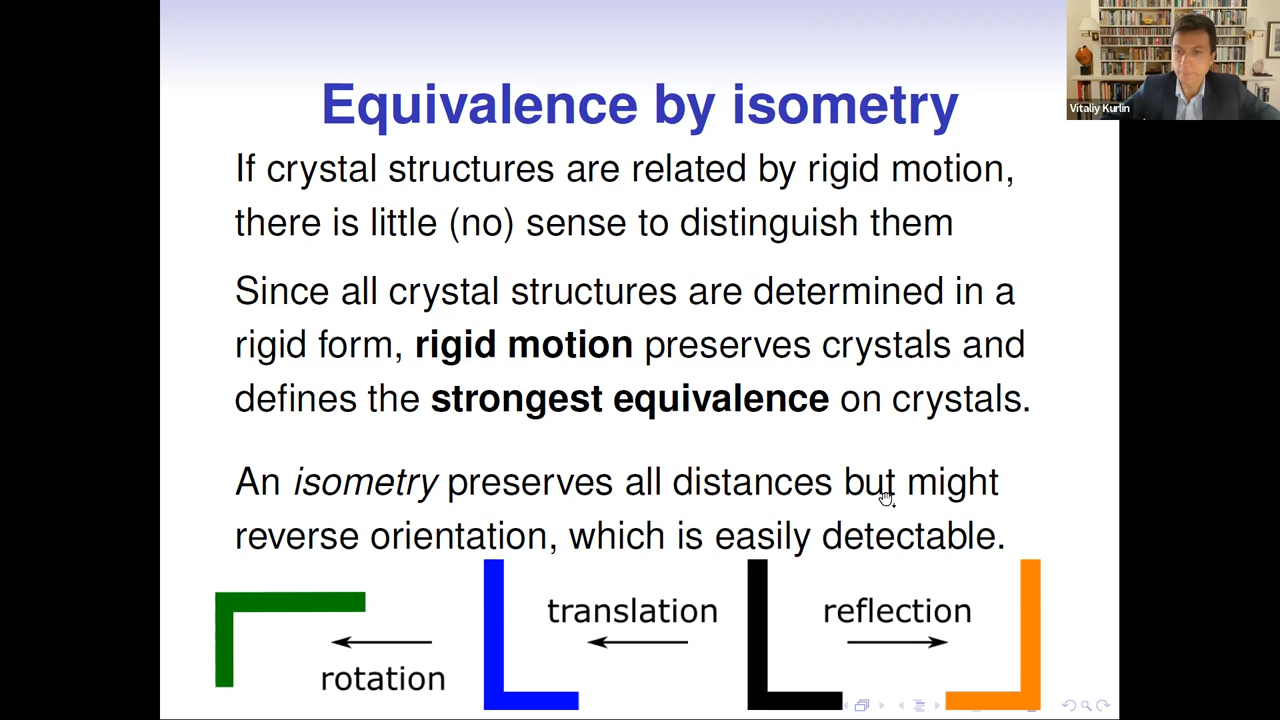 Equivalence by isometry
Vitaliy Kurlin
If crystal structures are related by rigid motion,
there is little (no) sense to distinguish them
Since all crystal structures are determined in a
rigid form, rigid motion preserves crystals and
defines the strongest equivalence on crystals.
An isometry preserves all distances but might
reverse orientation, which is easily detectable.
translation
reflection
rotation